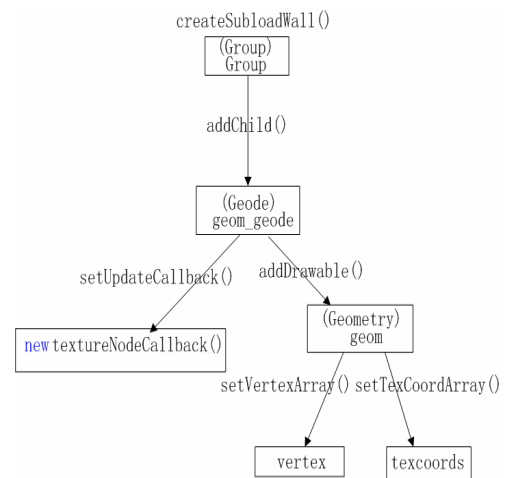 createSubloadWall()
(Group)
Group
addChild()
(Geode)
geom_geode
setUpdateCallback()
addDrawable()
new textureNodeCallback()
(Geometry)
geom
setVertexArray()
setTexCoordArray()
vertex
texcoords